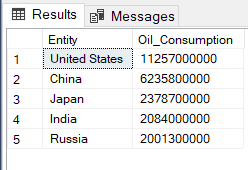 Results Messages
Entity Oil_Consumption
1 United States 11257000000
2 China 6235800000
3 Japan 2378700000
4 India 2084000000
5 Russia 2001300000